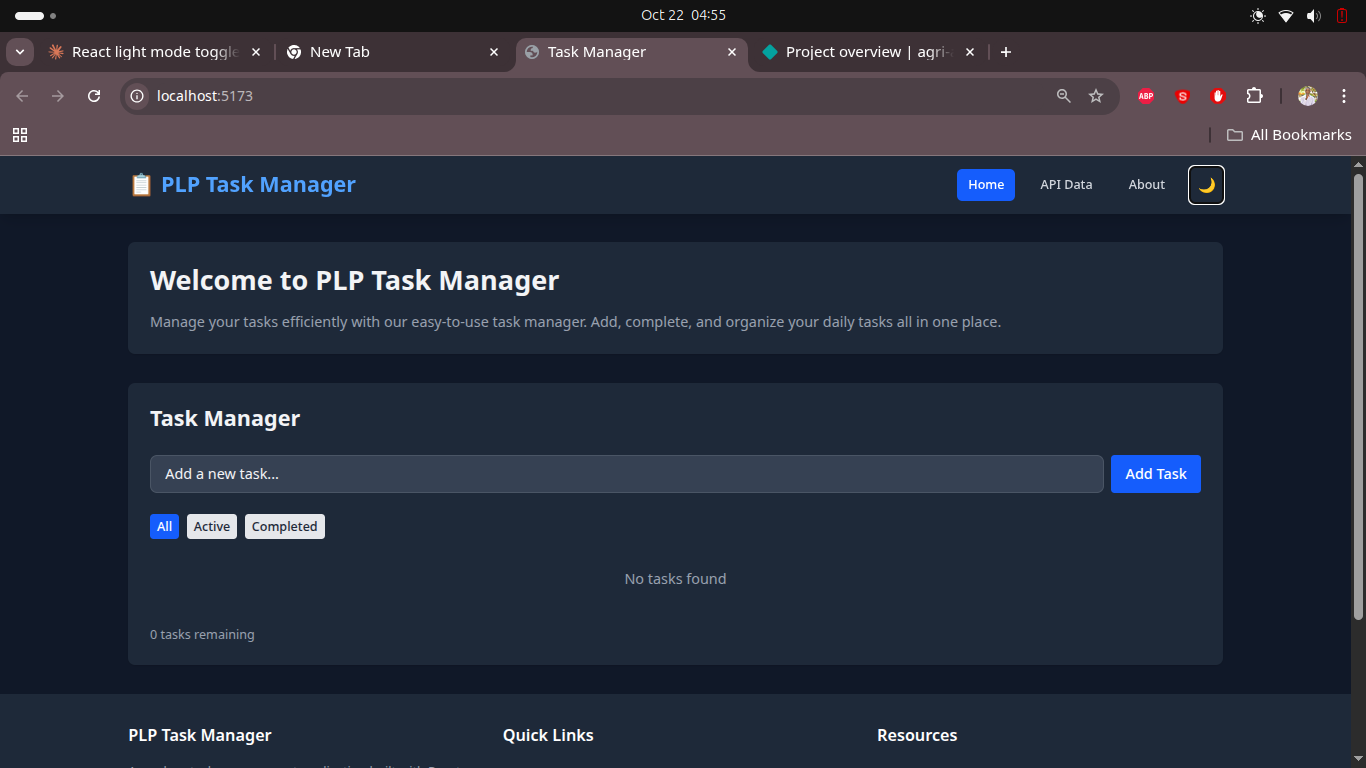 Oct 22 04:55
React light mode toggle
New Tab
Task Manager
Project overview | agri-
ABP
S
localhost:5173
All Bookmarks
PLP Task Manager
Home
API Data
About
Welcome to PLP Task Manager
Manage your tasks efficiently with our easy-to-use task manager. Add, complete, and organize your daily tasks all in one place.
Task Manager
Add a new task...
Add Task
All
Active
Completed
No tasks found
0 tasks remaining
PLP Task Manager
Quick Links
Resources